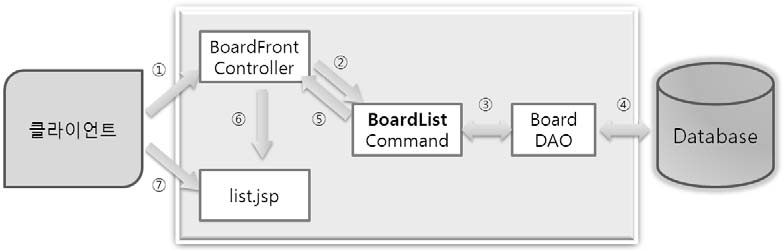 클라이언트
①
BoardFront
Controller
②
⑤
⑥
⑦
list.jsp
BoardList
Command
③
Board
DAO
④
Database